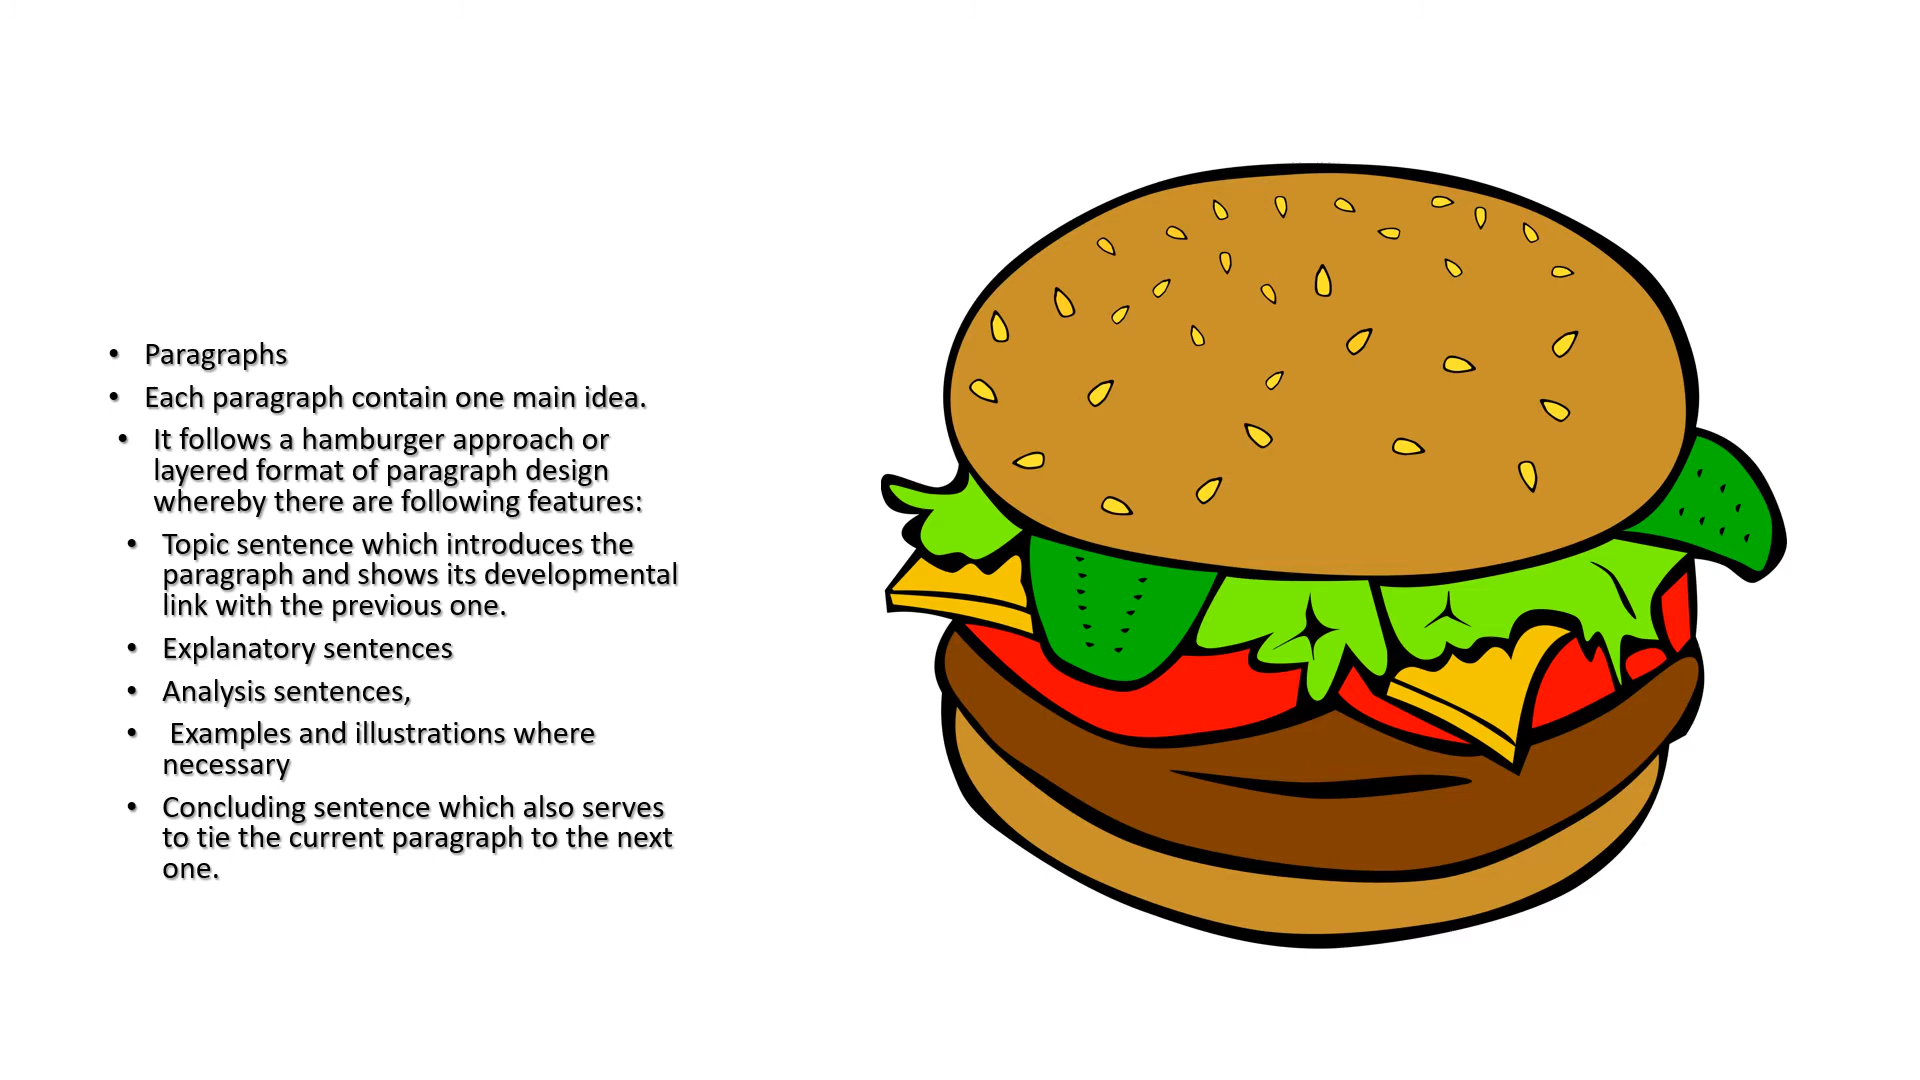 • Paragraphs
• Each paragraph contain one main idea.
• It follows a hamburger approach or
layered format of paragraph design
whereby there are following features:
• Topic sentence which introduces the
paragraph and shows its developmental
link with the previous one.
• Explanatory sentences
• Analysis sentences,
• Examples and illustrations where
necessary
• Concluding sentence which also serves
to tie the current paragraph to the next
one.